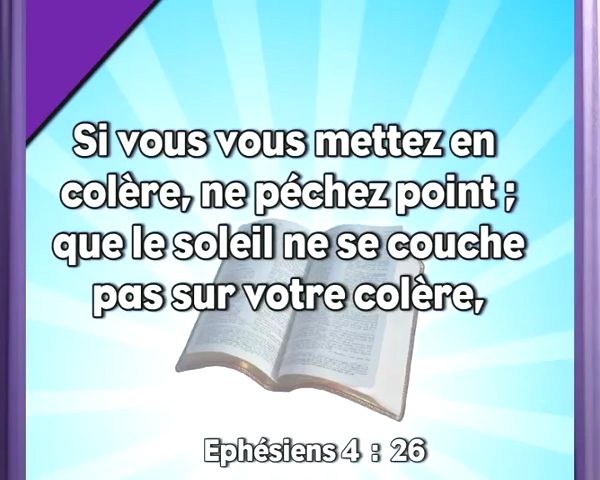 Si vous vous mettez en
colère, ne péchez point ;
que le soleil ne se couche
pas sur votre colère,
Ephésiens 4 : 26